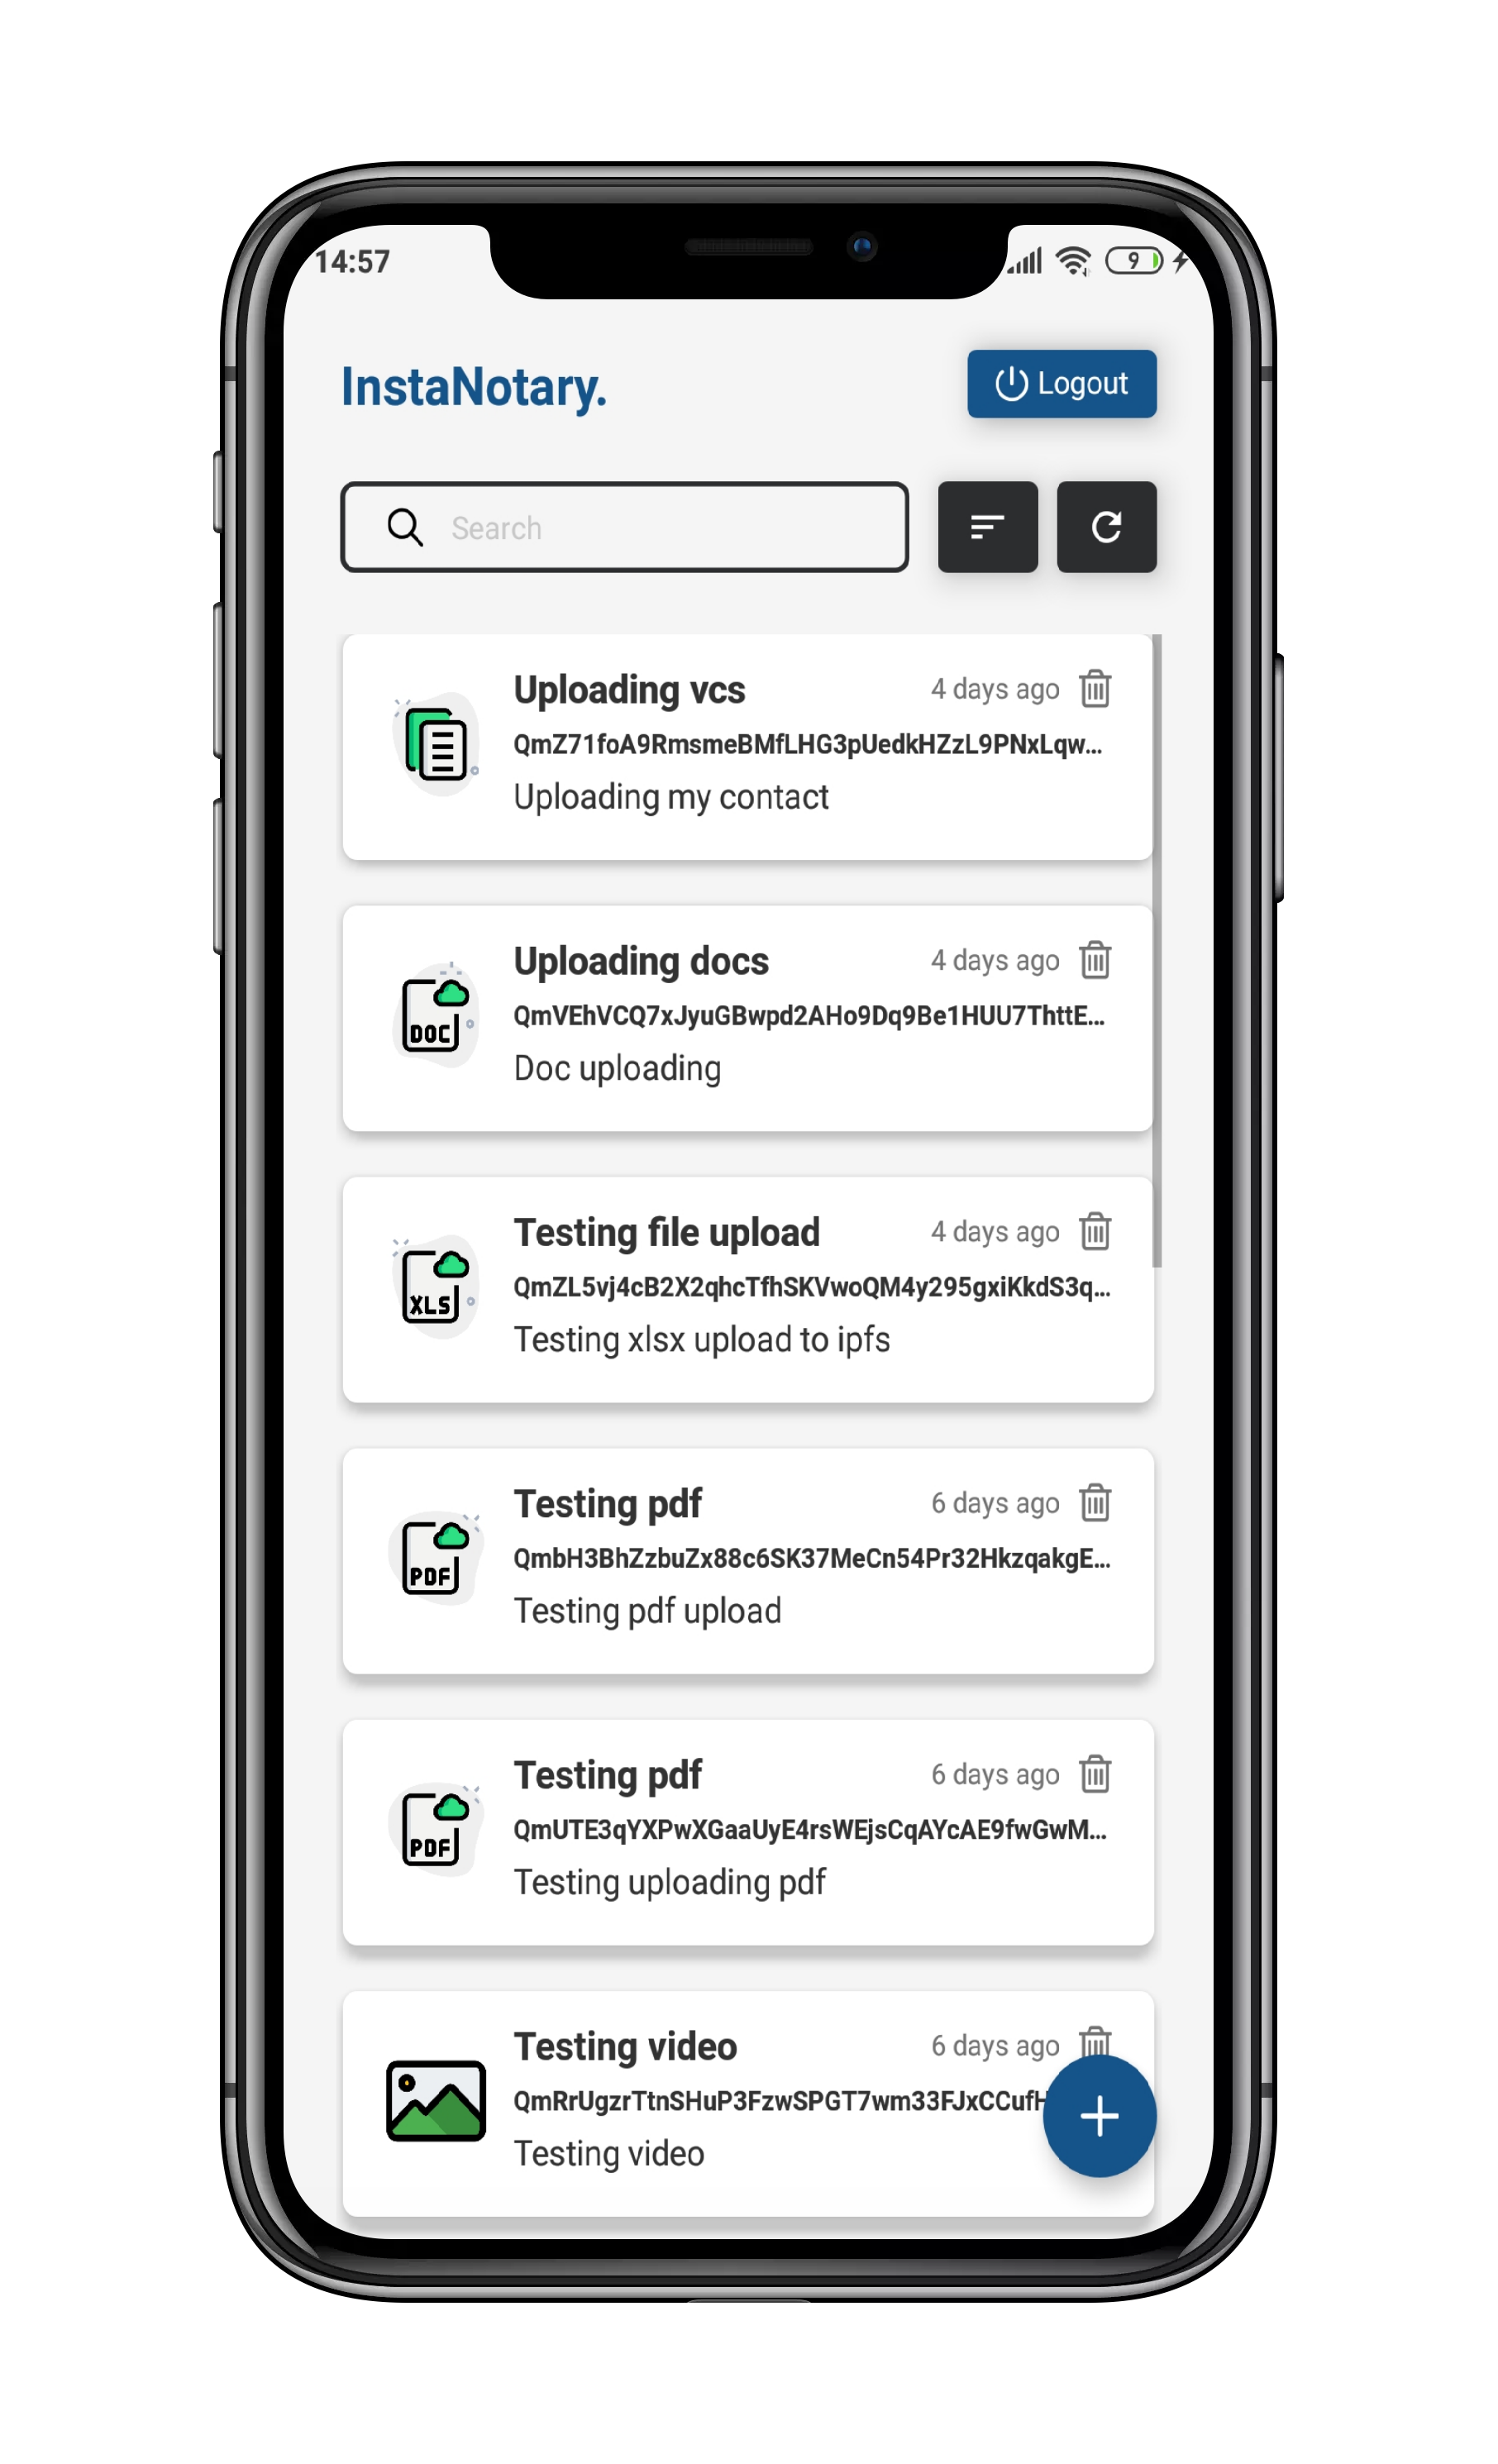 14:57
9
InstaNotary.
Logout
Search
Uploading vcs
4 days ago
QmZ71foA9RmsmeBMfLHG3pUedkHZzL9PNxLqw...
Uploading my contact
Uploading docs
4 days ago
DOC
QmVEhVCQ7xJyuGBwpd2AHo9Dq9Be1HUU7ThttE...
Doc uploading
Testing file upload
4 days ago
XLS
QmZL5vj4cB2X2qhcTfhSKVwoQM4y295gxiKkdS3q...
Testing xlsx upload to ipfs
Testing pdf
6 days ago
PDF
QmbH3BhZzbuZx88c6SK37MeCn54Pr32HkzqakgE...
Testing pdf upload
Testing pdf
6 days ago
PDF
QmUTE3qYXPwXGaaUyE4rsWEjsCqAYcAE9fwGwM...
Testing uploading pdf
Testing video
6 days ago
QmRrUgzrTtnSHuP3FzwSPGT7wm33FJxCCufH
Testing video